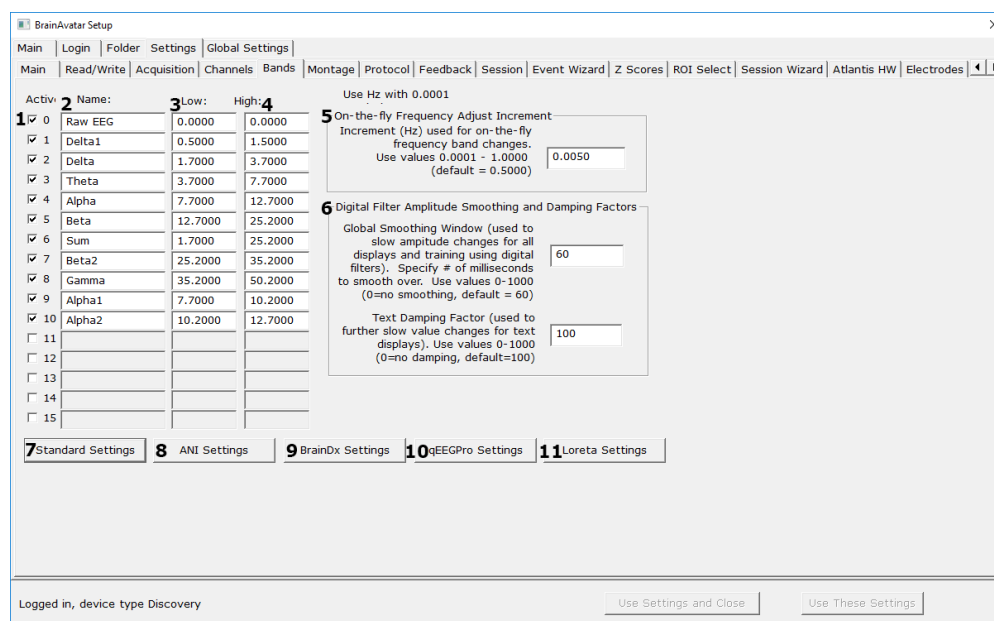 BrainAvatar Setup
Main Login Folder Settings Global Settings
Main Read/Write Acquisition Channels Bands Montage Protocol Feedback Session Event Wizard Z Scores ROI Select Session Wizard Atlantis HW Electrodes
Activ 2 Name: 3 Low: High: 4
1 0 Raw EEG 0.0000 0.0000
1 Delta1 0.5000 1.5000
2 Delta 1.7000 3.7000
3 Theta 3.7000 7.7000
4 Alpha 7.7000 12.7000
5 Beta 12.7000 25.2000
6 Sum 1.7000 25.2000
7 Beta2 25.2000 35.2000
8 Gamma 35.2000 50.2000
9 Alpha1 7.7000 10.2000
10 Alpha2 10.2000 12.7000
11
12
13
14
15
Use Hz with 0.0001
5 On-the-fly Frequency Adjust Increment
Increment (Hz) used for on-the-fly
frequency band changes.
Use values 0.0001 - 1.0000
(default = 0.5000)
0.0050
6 Digital Filter Amplitude Smoothing and Damping Factors
Global Smoothing Window (used to
slow ampitude changes for all
displays and training using digital
filters). Specify # of milliseconds
to smooth over. Use values 0-1000
(0=no smoothing, default = 60)
60
Text Damping Factor (used to
further slow value changes for text
displays). Use values 0-1000
(0=no damping, default=100)
100
7 Standard Settings 8 ANI Settings 9 BrainDx Settings 10 qEEGPro Settings 11 Loreta Settings
Logged in, device type Discovery
Use Settings and Close Use These Settings